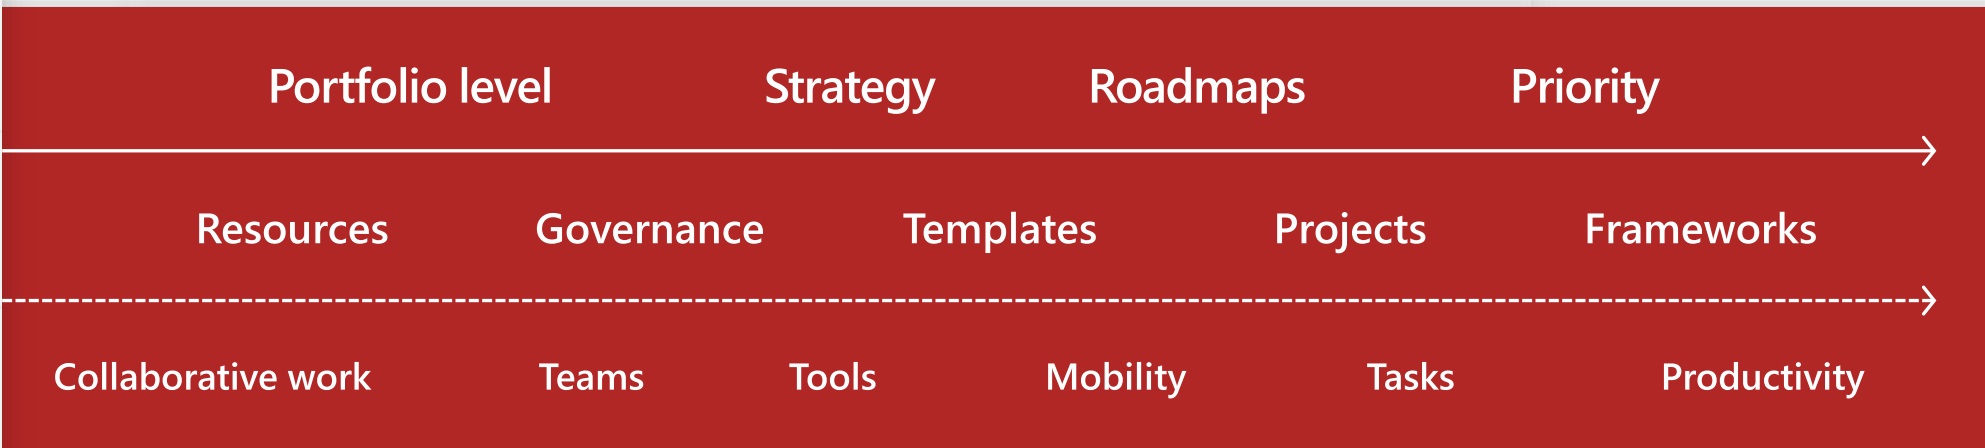 Portfolio level Strategy Roadmaps Priority
Resources Governance Templates Projects Frameworks
Collaborative work Teams Tools Mobility Tasks Productivity